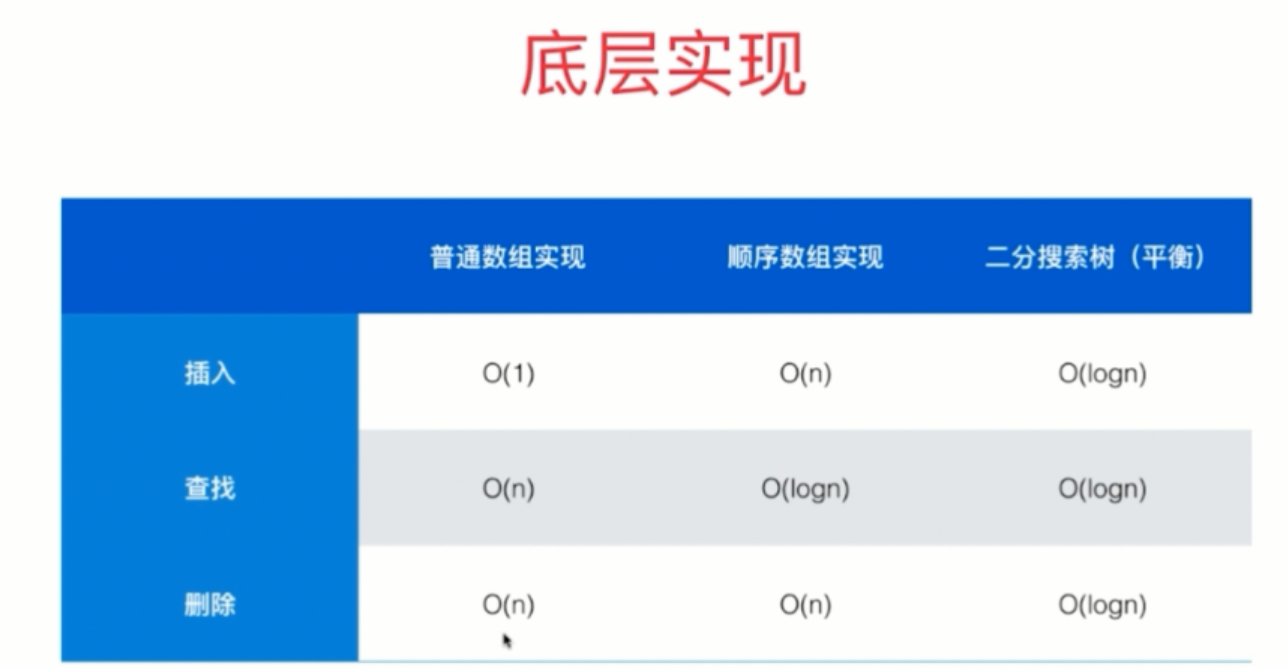 底层实现
普通数组实现 顺序数组实现 二分搜索树（平衡）
插入 O(1) O(n) O(logn)
查找 O(n) O(logn) O(logn)
删除 O(n) O(n) O(logn)